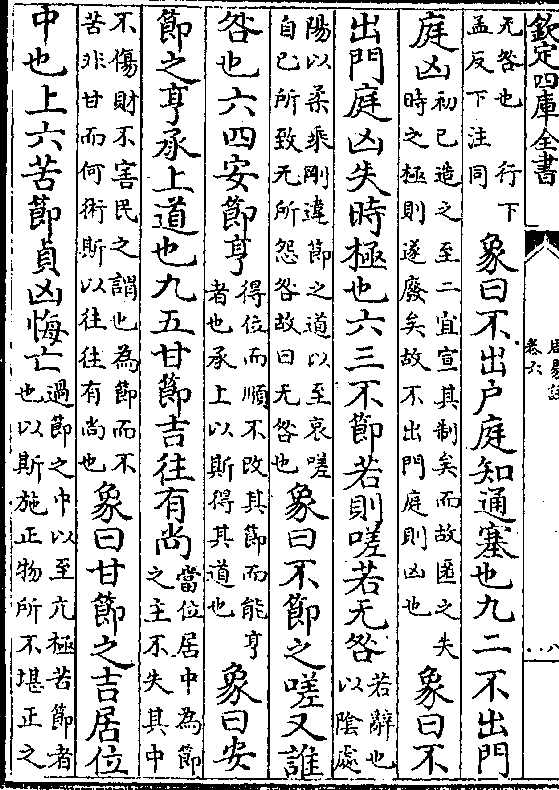 欽定四庫全書
周易註
卷六
八
无咎也 行下
孟反下注同
象曰不出户庭知通塞也九二不出門
庭凶
初已造之至二宜宣其制矣而故匿之失
時之極則遂廢矣故不出門庭則凶也
象曰不
出門庭凶失時極也六三不節若則嗟若无咎
若辭也
以陰處
陽以柔乘剛違節之道以至哀嗟
自己所致无所怨咎故曰无咎也
象曰不節之嗟又誰
咎也六四安節亨
得位而順不改其節而能亨
者也承上以斯得其道也
象曰安
節之亨承上道也九五甘節吉往有尚
當位居中為節
之主不失其中
不傷財不害民之謂也為節而不
苦非甘而何術斯以往往有尚也
象曰甘節之吉居位
中也上六苦節貞凶悔亡
過節之中以至亢極苦節者
也以斯施正物所不堪正之